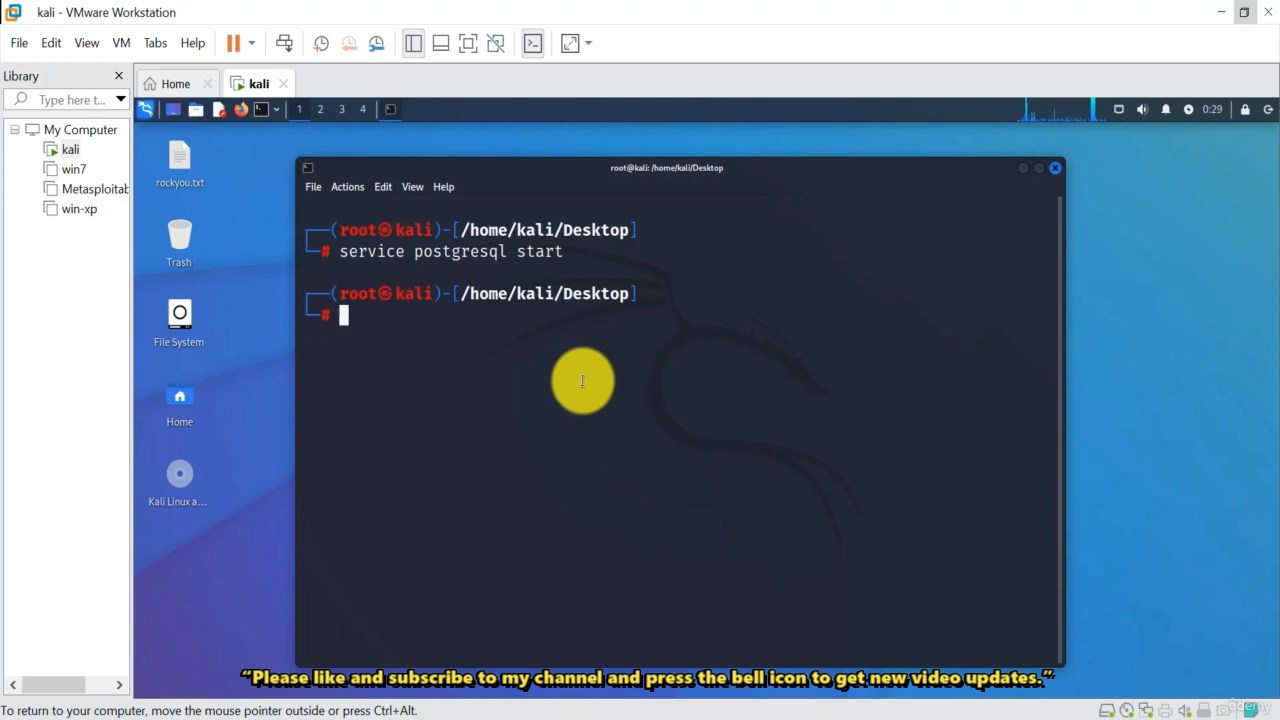 kali - VMware Workstation
File Edit View VM Tabs Help
Library
Home
kali
Type here t...
1 2 3 4
0:29
My Computer
kali
win7
Metasploitab
win-xp
rockyou.txt
Trash
File System
Home
Kali Linux a...
root@kali: /home/kali/Desktop
File Actions Edit View Help
(root㉿kali)-[/home/kali/Desktop]
# service postgresql start
(root㉿kali)-[/home/kali/Desktop]
#
“Please like and subscribe to my channel and press the bell icon to get new video updates.”
To return to your computer, move the mouse pointer outside or press Ctrl+Alt.
Udemy